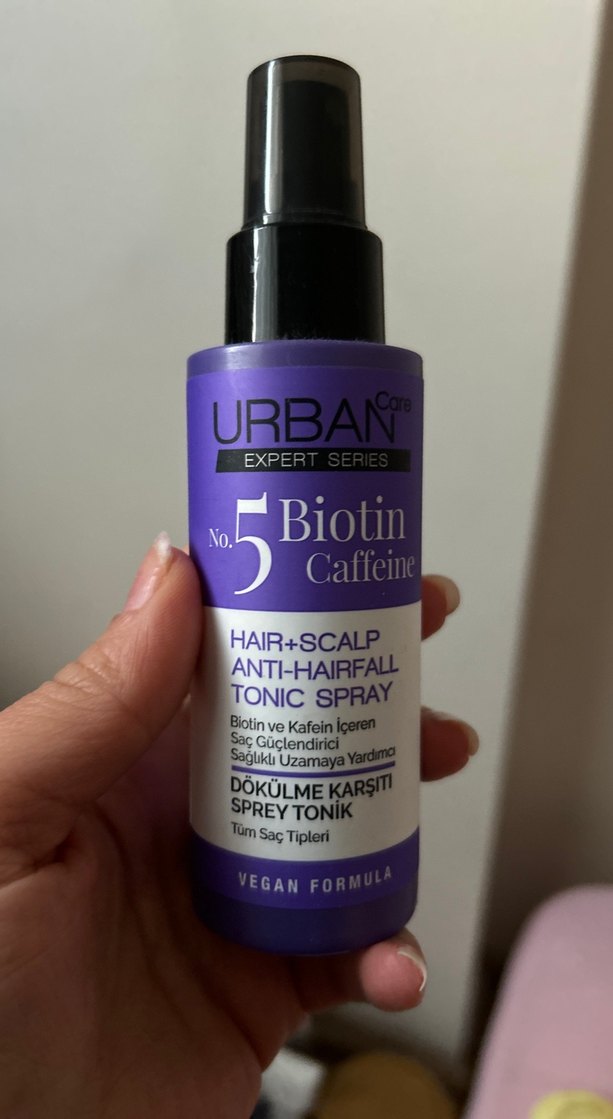 URBAN Care
EXPERT SERIES
No.5 Biotin
Caffeine
HAIR+SCALP
ANTI-HAIRFALL
TONIC SPRAY
Biotin ve Kafein İçeren
Saç Güçlendirici
Sağlıklı Uzamaya Yardımcı
DÖKÜLME KARŞITI
SPREY TONİK
Tüm Saç Tipleri
VEGAN FORMULA